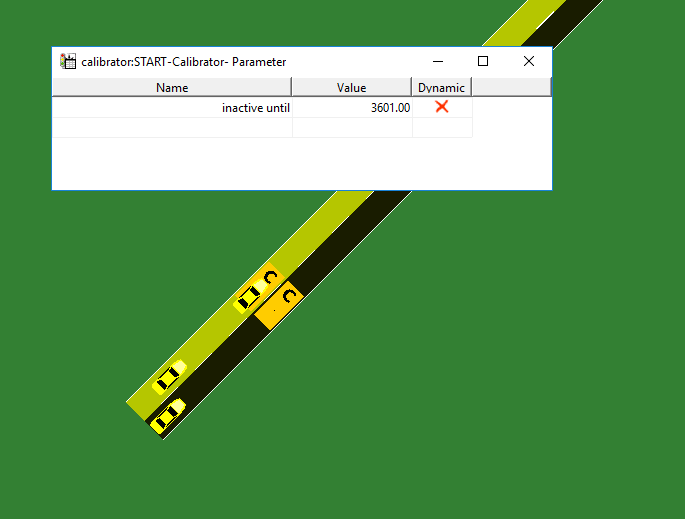 calibrator:START-Calibrator- Parameter
Name Value Dynamic
inactive until 3601.00
C
C